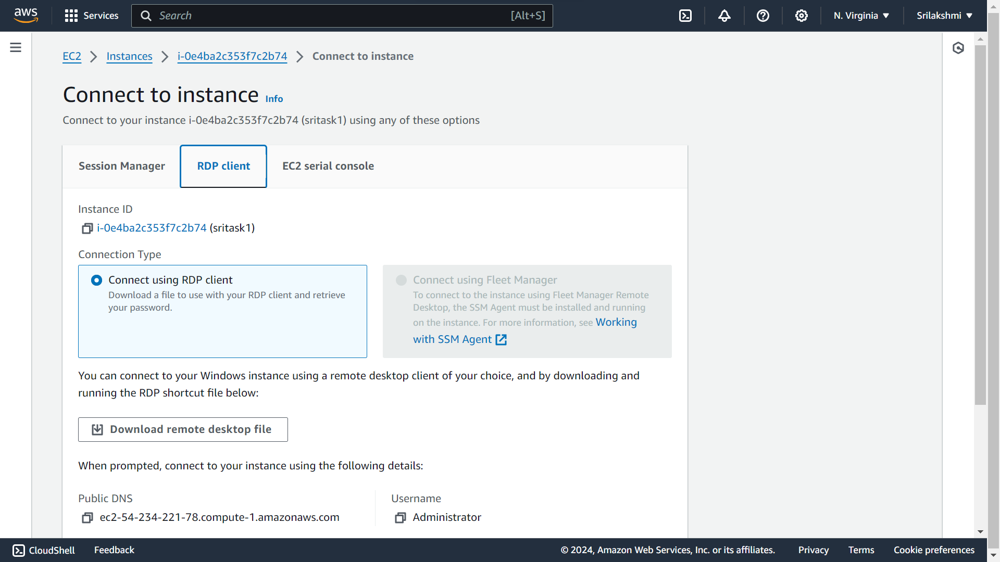 aws
Services
Search
[Alt+S]
N. Virginia
Srilakshmi
EC2
Instances
i-0e4ba2c353f7c2b74
Connect to instance
Connect to instance Info
Connect to your instance i-0e4ba2c353f7c2b74 (sritask1) using any of these options
Session Manager
RDP client
EC2 serial console
Instance ID
i-0e4ba2c353f7c2b74 (sritask1)
Connection Type
Connect using RDP client
Download a file to use with your RDP client and retrieve
your password.
Connect using Fleet Manager
To connect to the instance using Fleet Manager Remote
Desktop, the SSM Agent must be installed and running
on the instance. For more information, see Working
with SSM Agent
You can connect to your Windows instance using a remote desktop client of your choice, and by downloading and
running the RDP shortcut file below:
Download remote desktop file
When prompted, connect to your instance using the following details:
Public DNS
ec2-54-234-221-78.compute-1.amazonaws.com
Username
Administrator
CloudShell
Feedback
© 2024, Amazon Web Services, Inc. or its affiliates.
Privacy
Terms
Cookie preferences